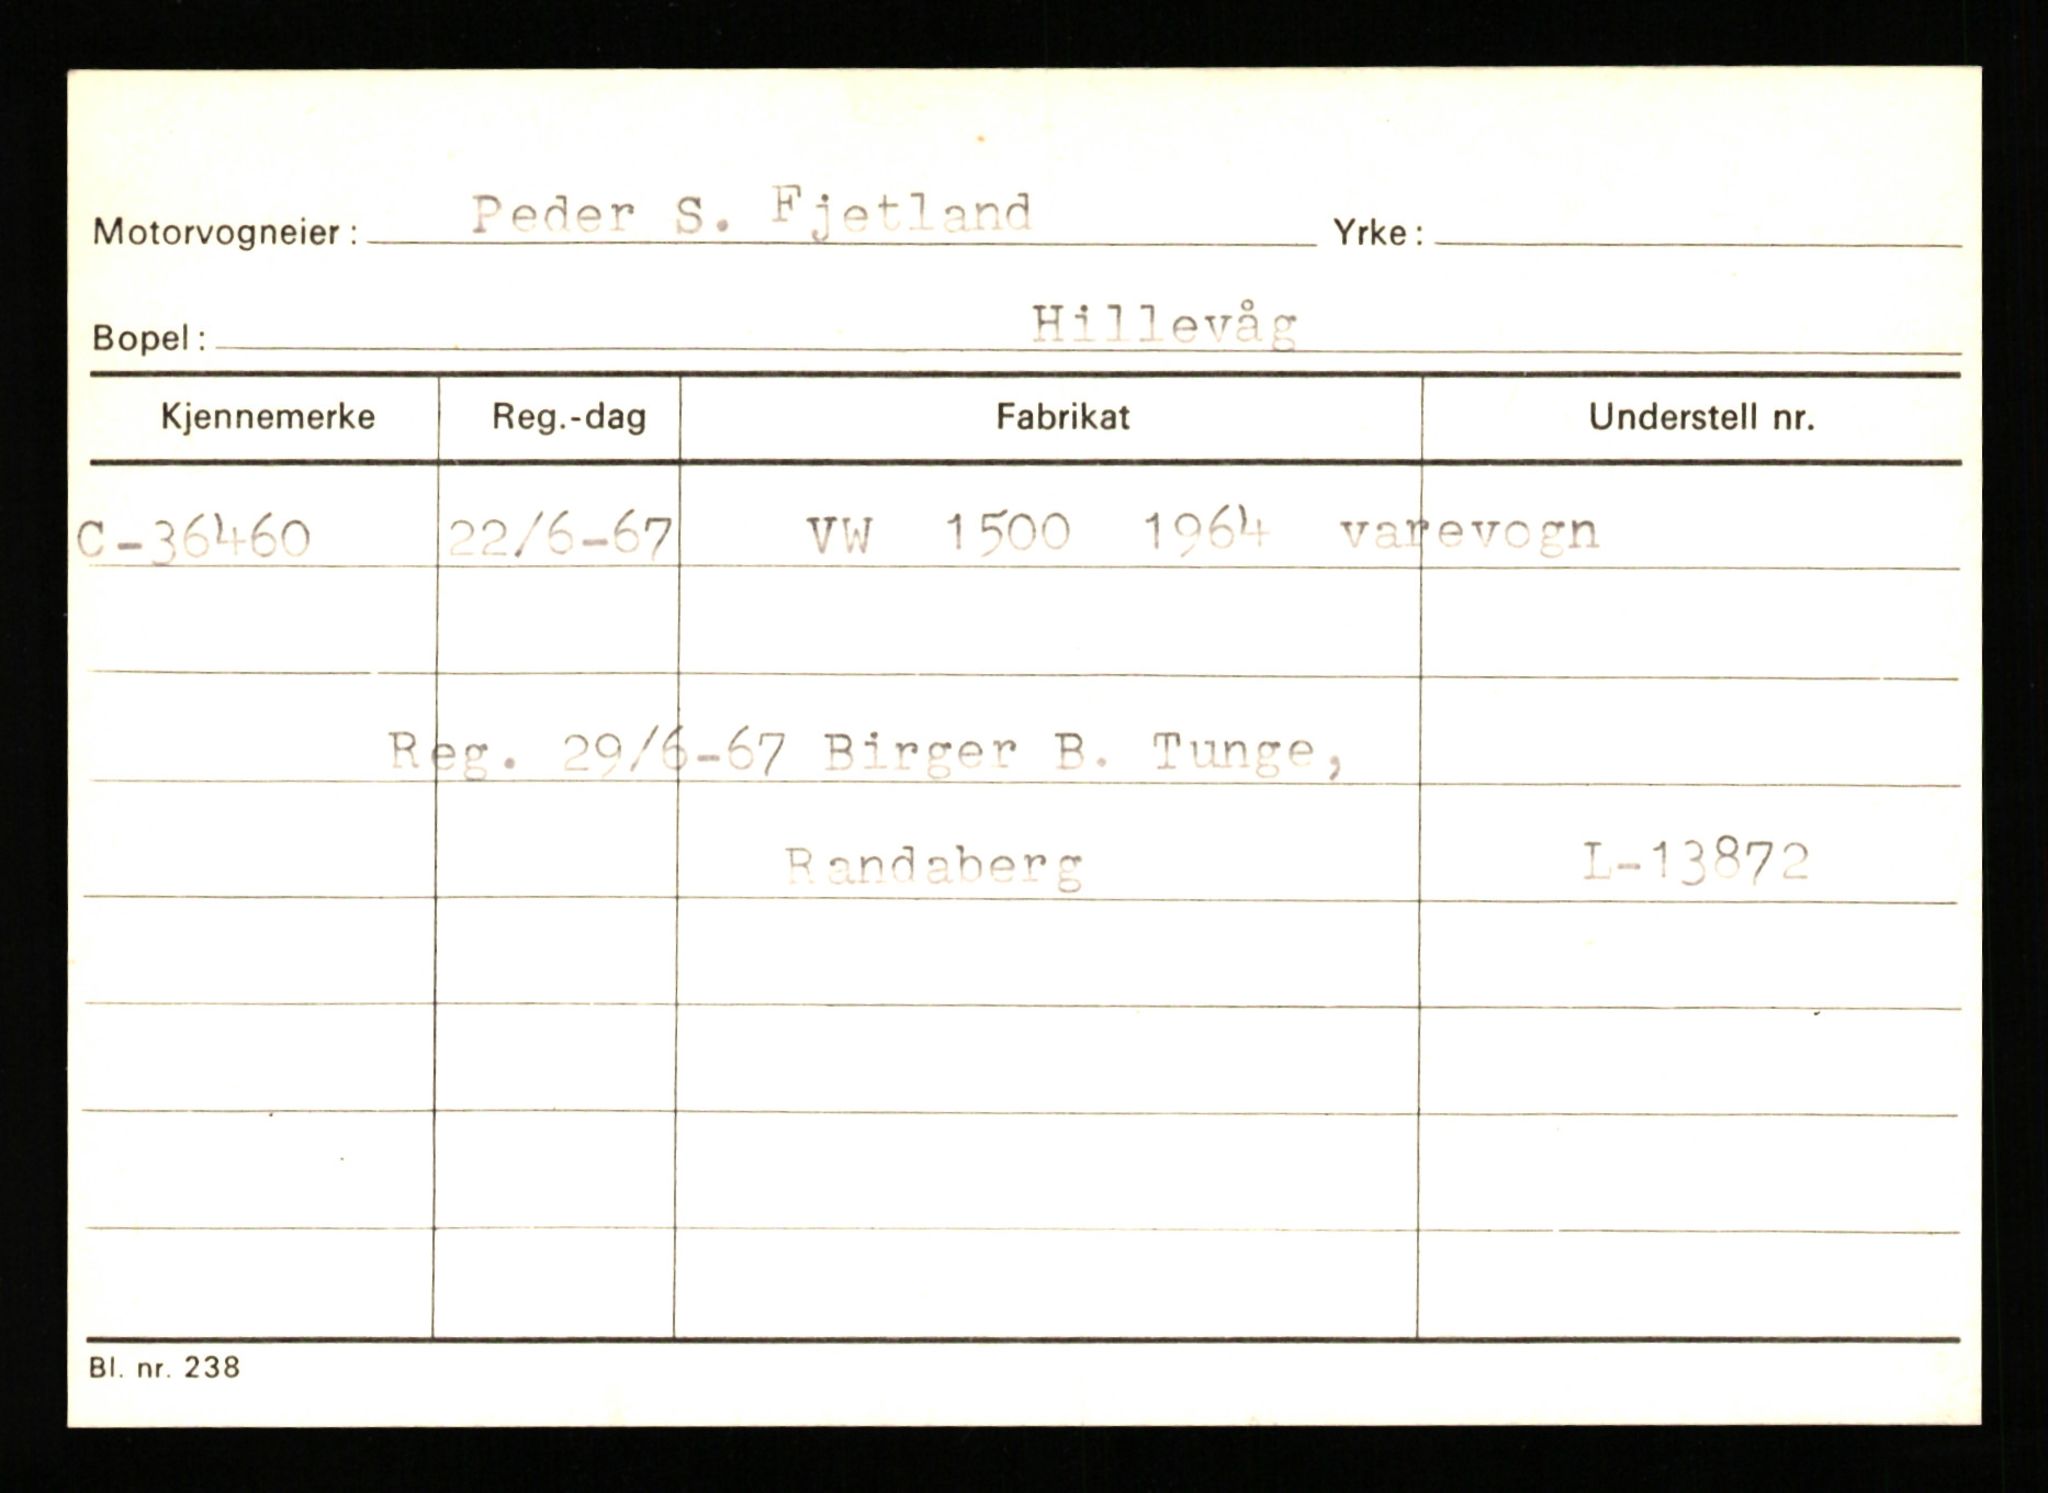 Motorvogneier: Peder S. Fjetland Yrke:
Bopel: Hillevåg
Kjennemerke Reg.-dag Fabrikat Understell nr.
C-36460 22/6-67 VW 1500 1964 varevogn
Reg. 29/6-67 Birger B. Tunge,
Randaberg L-13872
Bl. nr. 238